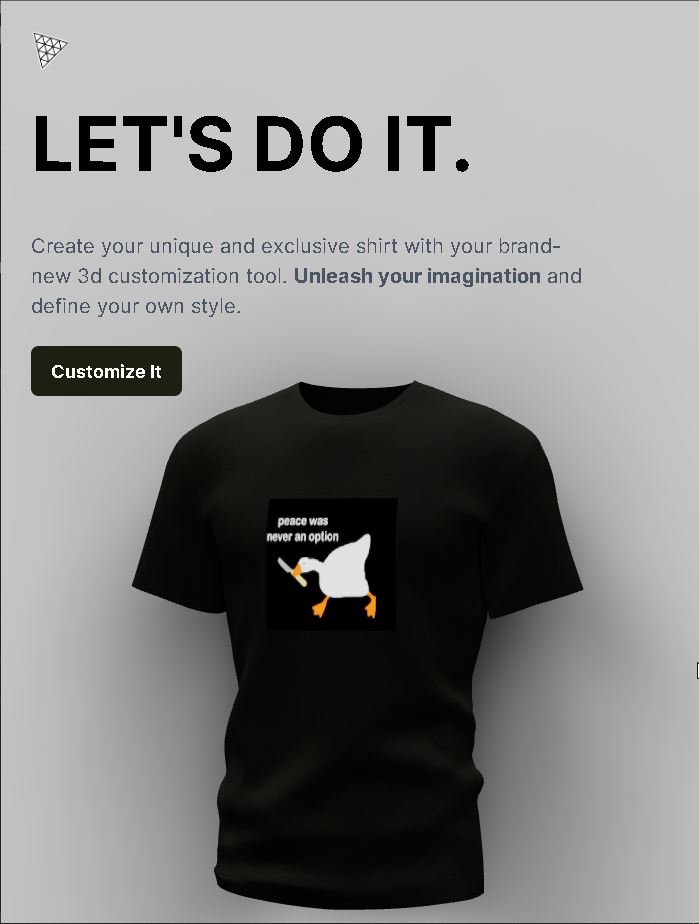 LET'S DO IT.
Create your unique and exclusive shirt with your brand-
new 3d customization tool. Unleash your imagination and
define your own style.
Customize It
peace was
never an option